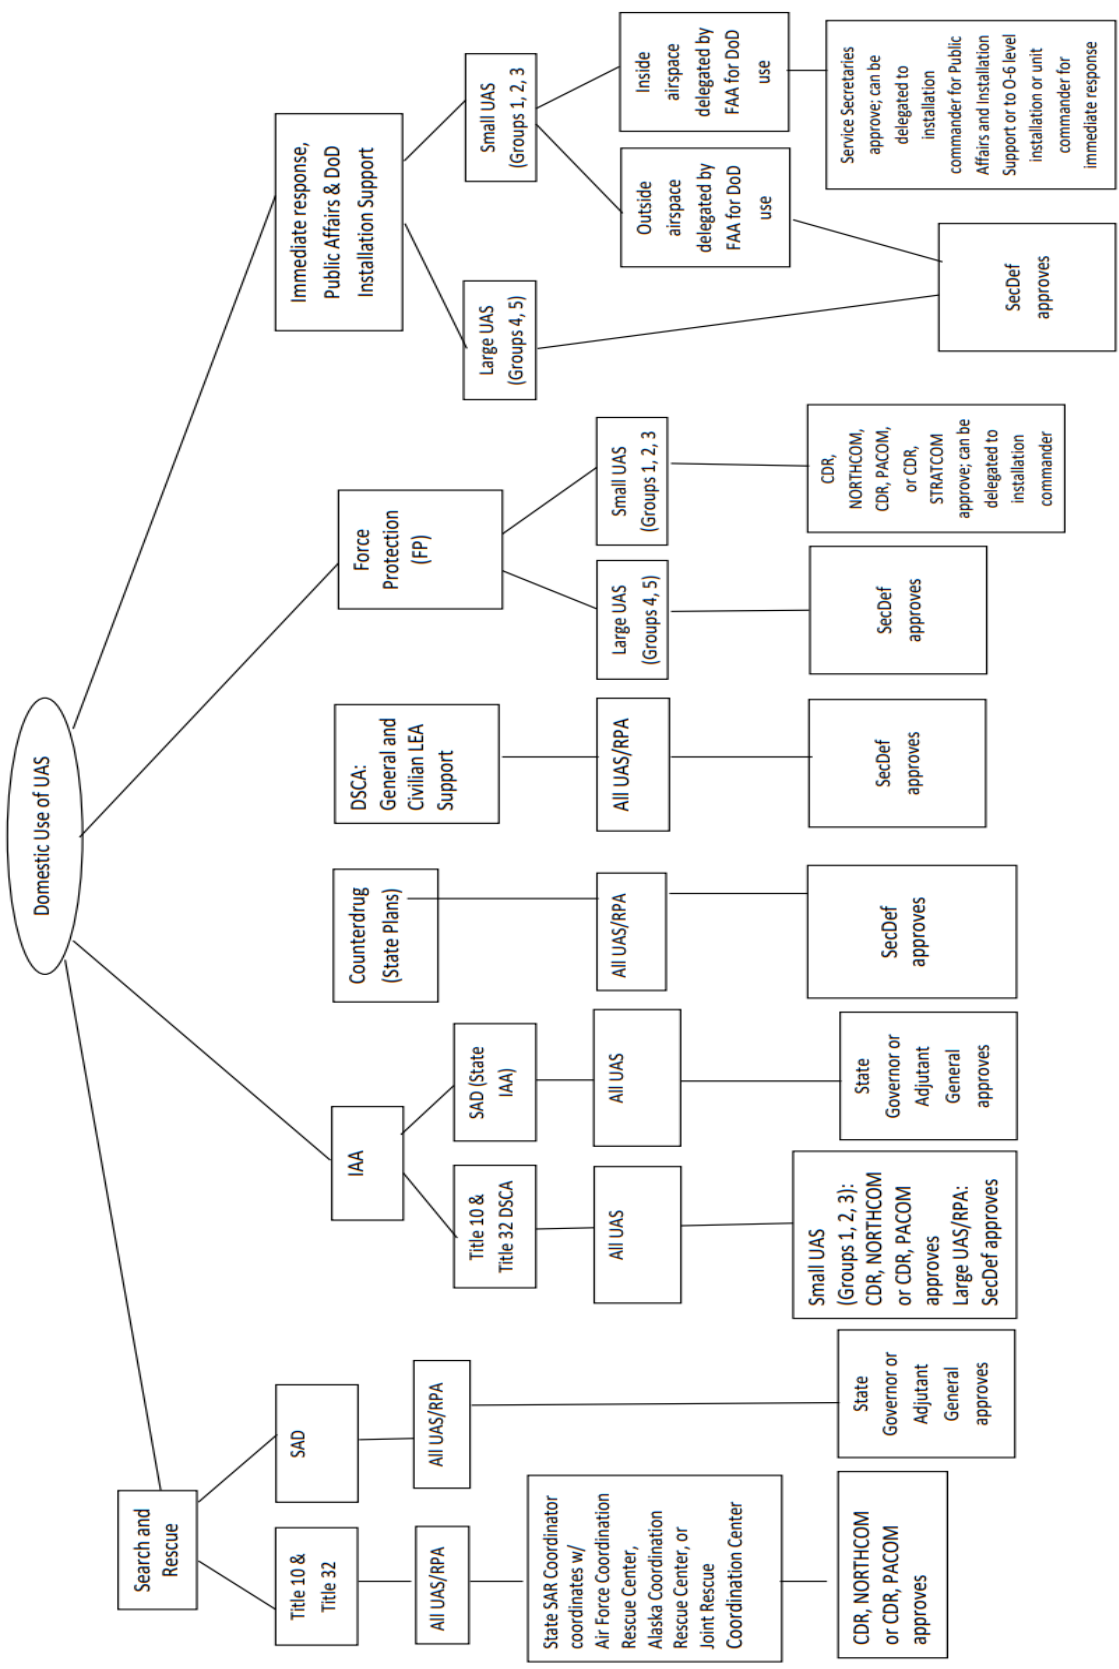 Domestic Use of UAS
Search and
Rescue
Title 10 &
Title 32
All UAS/RPA
State SAR Coordinator
coordinates w/
Air Force Coordination
Rescue Center,
Alaska Coordination
Rescue Center, or
Joint Rescue
Coordination Center
CDR, NORTHCOM
or CDR, PACOM
approves
SAD
All UAS/RPA
State
Governor or
Adjutant
General
approves
IAA
Title 10 &
Title 32 DSCA
All UAS
Small UAS
(Groups 1, 2, 3):
CDR, NORTHCOM
or CDR, PACOM
approves
Large UAS/RPA:
SecDef approves
SAD (State
IAA)
All UAS
State
Governor or
Adjutant
General
approves
Counterdrug
(State Plans)
All UAS/RPA
SecDef
approves
DSCA:
General and
Civilian LEA
Support
All UAS/RPA
SecDef
approves
Force
Protection
(FP)
Large UAS
(Groups 4, 5)
SecDef
approves
Small UAS
(Groups 1, 2, 3
CDR,
NORTHCOM,
CDR, PACOM,
or CDR,
STRATCOM
approve; can be
delegated to
installation
commander
Immediate response,
Public Affairs & DoD
Installation Support
Large UAS
(Groups 4, 5)
Small UAS
(Groups 1, 2, 3
Outside
airspace
delegated by
FAA for DoD
use
SecDef
approves
Inside
airspace
delegated by
FAA for DoD
use
Service Secretaries
approve; can be
delegated to
installation
commander for Public
Affairs and Installation
Support or to O-6 level
installation or unit
commander for
immediate response